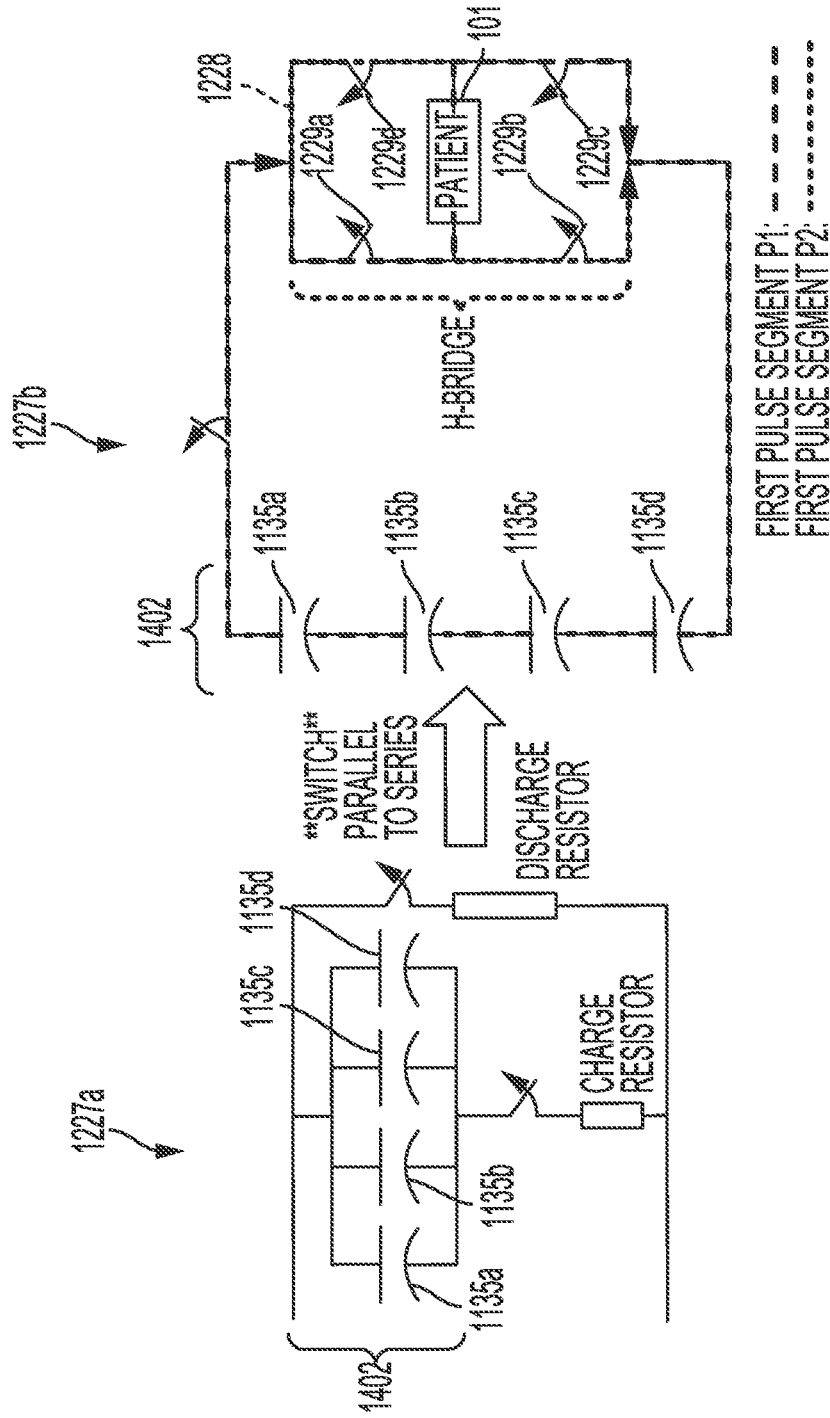 1227a
1402
1135a
1135b
1135c
1135d
CHARGE
RESISTOR
DISCHARGE
RESISTOR
**SWITCH**
PARALLEL
TO SERIES
1227b
1402
1135a
1135b
1135c
1135d
H-BRIDGE
1228
1229a
1229d
PATIENT
101
1229b
1229c
FIRST PULSE SEGMENT P1:
FIRST PULSE SEGMENT P2: